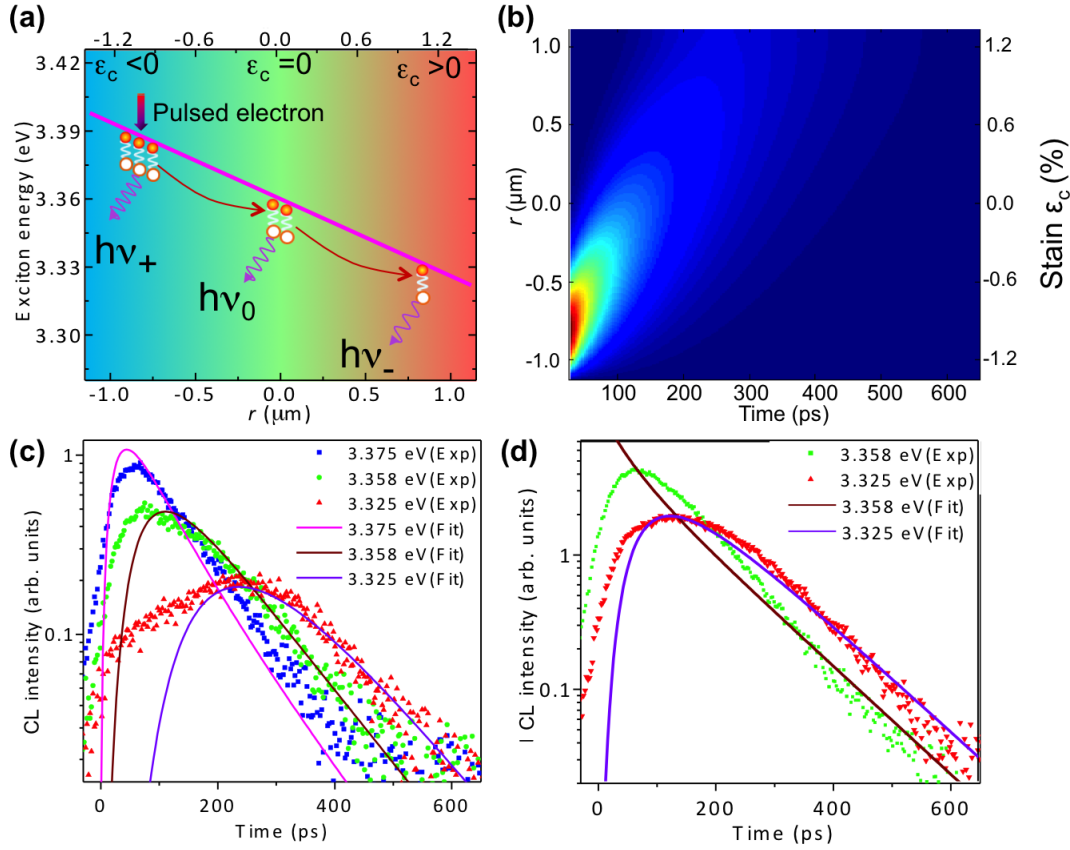 (a)
-1.2 -0.6 0.0 0.6 1.2
εc <0 εc =0 εc >0
Pulsed electron
Exciton energy (eV)
3.42
3.39
3.36
3.33
3.30
hν+
hν0
hν-
-1.0 -0.5 0.0 0.5 1.0
r (μm)
(b)
r (μm)
1.0
0.5
0.0
-0.5
-1.0
1.2
0.6
0.0
-0.6
-1.2
Stain εc (%)
100 200 300 400 500 600
Time (ps)
(c)
CL intensity (arb. units)
1
0.1
3.375 eV(Exp)
3.358 eV(Exp)
3.325 eV(Exp)
3.375 eV(Fit)
3.358 eV(Fit)
3.325 eV(Fit)
0 200 400 600
Time (ps)
(d)
CL intensity (arb. units)
1
0.1
3.358 eV(Exp)
3.325 eV(Exp)
3.358 eV(Fit)
3.325 eV(Fit)
0 200 400 600
Time (ps)